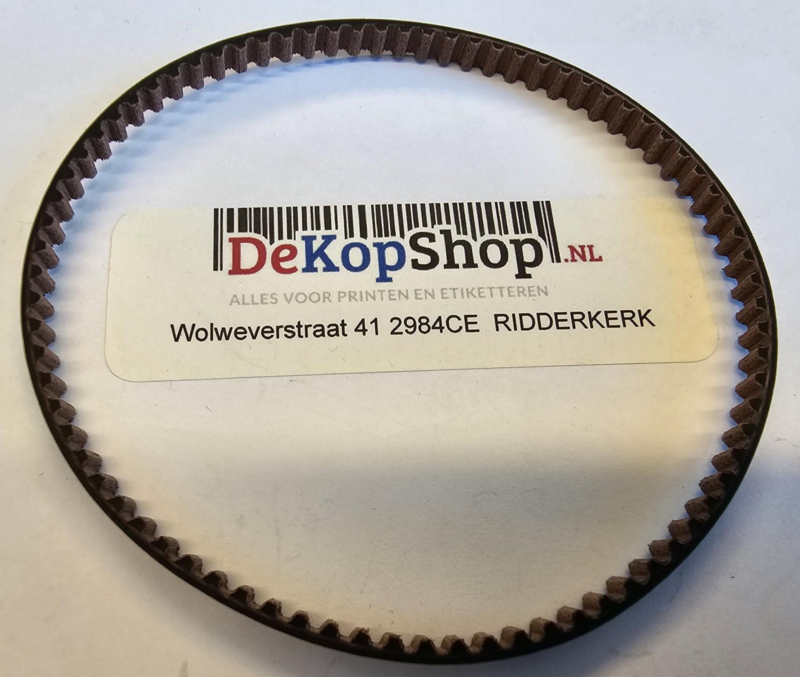 DeKopShop.NL
ALLES VOOR PRINTEN EN ETIKETTEREN
Wolweverstraat 41 2984CE RIDDERKERK